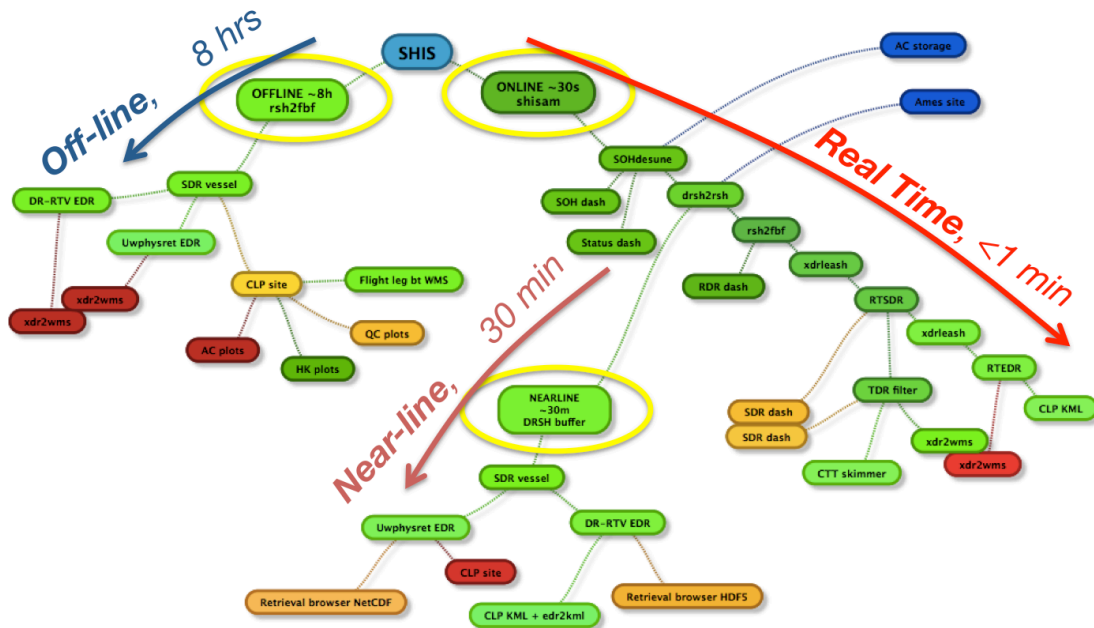 SHIS
OFFLINE ~8h
rsh2fbf
ONLINE ~30s
shisam
AC storage
Ames site
Off-line, 8 hrs
Real Time, <1 min
DR-RTV EDR
SDR vessel
Uwphysret EDR
xdr2wms
xdr2wms
CLP site
Flight leg bt WMS
QC plots
AC plots
HK plots
SOHdesune
SOH dash
Status dash
drsh2rsh
rsh2fbf
RDR dash
xdrleash
RTSDR
xdrleash
RTEDR
CLP KML
TDR filter
SDR dash
SDR dash
CTT skimmer
xdr2wms
xdr2wms
Near-line, 30 min
NEARLINE
~30m
DRSH buffer
SDR vessel
Uwphysret EDR
DR-RTV EDR
CLP site
Retrieval browser NetCDF
CLP KML + edr2kml
Retrieval browser HDF5